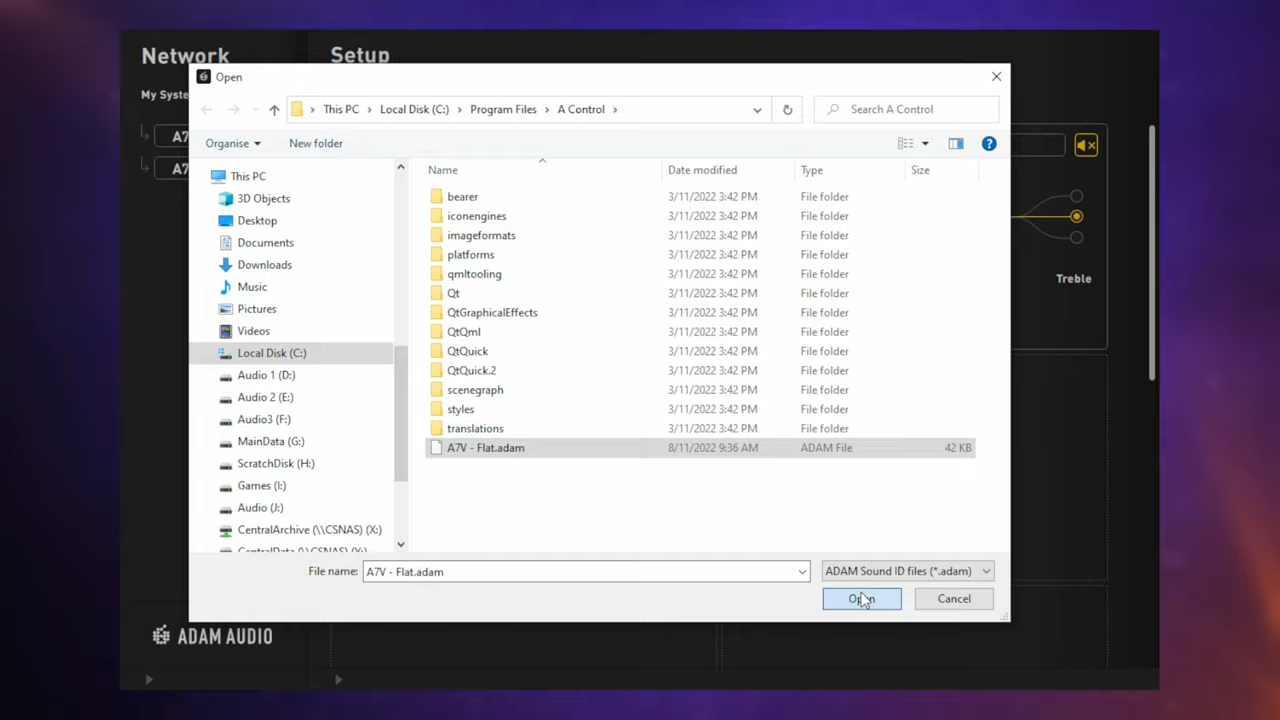 Network
Setup
My Syste
A7
A7
Treble
ADAM AUDIO
Open
This PC
Local Disk (C:)
Program Files
A Control
Search A Control
Organise
New folder
This PC
3D Objects
Desktop
Documents
Downloads
Music
Pictures
Videos
Local Disk (C:)
Audio 1 (D:)
Audio 2 (E:)
Audio3 (F:)
MainData (G:)
ScratchDisk (H:)
Games (I:)
Audio (J:)
CentralArchive (\\CSNAS) (X:)
Name Date modified Type Size
bearer 3/11/2022 3:42 PM File folder
iconengines 3/11/2022 3:42 PM File folder
imageformats 3/11/2022 3:42 PM File folder
platforms 3/11/2022 3:42 PM File folder
qmltooling 3/11/2022 3:42 PM File folder
Qt 3/11/2022 3:42 PM File folder
QtGraphicalEffects 3/11/2022 3:42 PM File folder
QtQml 3/11/2022 3:42 PM File folder
QtQuick 3/11/2022 3:42 PM File folder
QtQuick.2 3/11/2022 3:42 PM File folder
scenegraph 3/11/2022 3:42 PM File folder
styles 3/11/2022 3:42 PM File folder
translations 3/11/2022 3:42 PM File folder
A7V - Flat.adam 8/11/2022 9:36 AM ADAM File 42 KB
File name: A7V - Flat.adam
ADAM Sound ID files (*.adam)
Open
Cancel